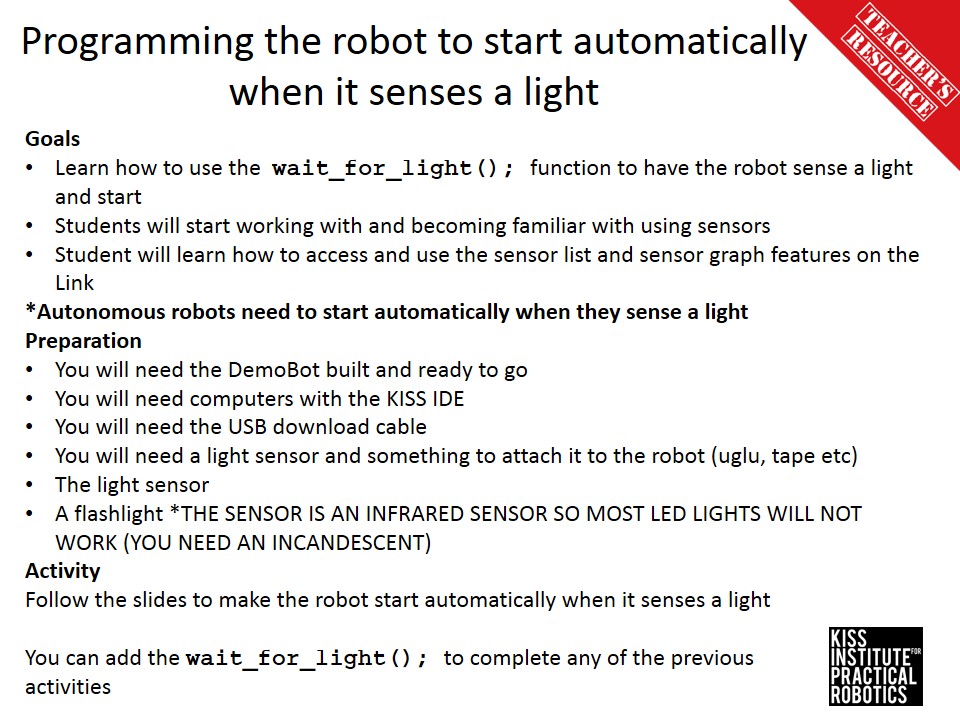 Programming the robot to start automatically
when it senses a light
TEACHER'S
RESOURCE
Goals
• Learn how to use the wait_for_light(); function to have the robot sense a light
and start
• Students will start working with and becoming familiar with using sensors
• Student will learn how to access and use the sensor list and sensor graph features on the
Link
*Autonomous robots need to start automatically when they sense a light
Preparation
• You will need the DemoBot built and ready to go
• You will need computers with the KISS IDE
• You will need the USB download cable
• You will need a light sensor and something to attach it to the robot (uglu, tape etc)
• The light sensor
• A flashlight *THE SENSOR IS AN INFRARED SENSOR SO MOST LED LIGHTS WILL NOT
WORK (YOU NEED AN INCANDESCENT)
Activity
Follow the slides to make the robot start automatically when it senses a light
You can add the wait_for_light(); to complete any of the previous
activities
KISS
INSTITUTE FOR
PRACTICAL
ROBOTICS